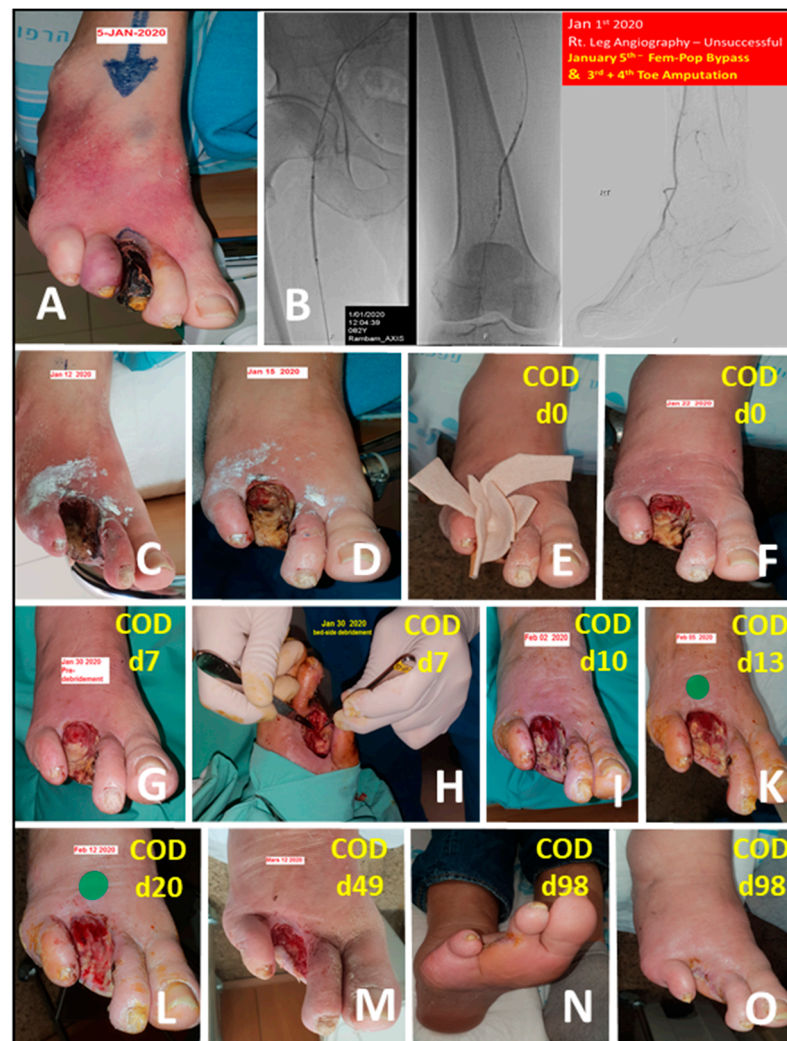 הרפו
5-JAN-2020
A
B
1/01/2020
12:04:39
082Y
Rambam_AXIS
Jan 1st 2020
Rt. Leg Angiography – Unsuccessful
January 5th – Fem-Pop Bypass
& 3rd + 4th Toe Amputation
RT
Jan 12 2020
C
Jan 15 2020
D
COD
d0
E
COD
d0
Jan 22 2020
F
COD
d7
Jan 30 2020
Pre-
debridement
G
Jan 30 2020
bed-side debridement
COD
d7
H
COD
d10
Feb 02 2020
I
COD
d13
Feb 05 2020
K
Feb 12 2020
COD
d20
L
COD
d49
Mars 12 2020
M
COD
d98
N
COD
d98
O